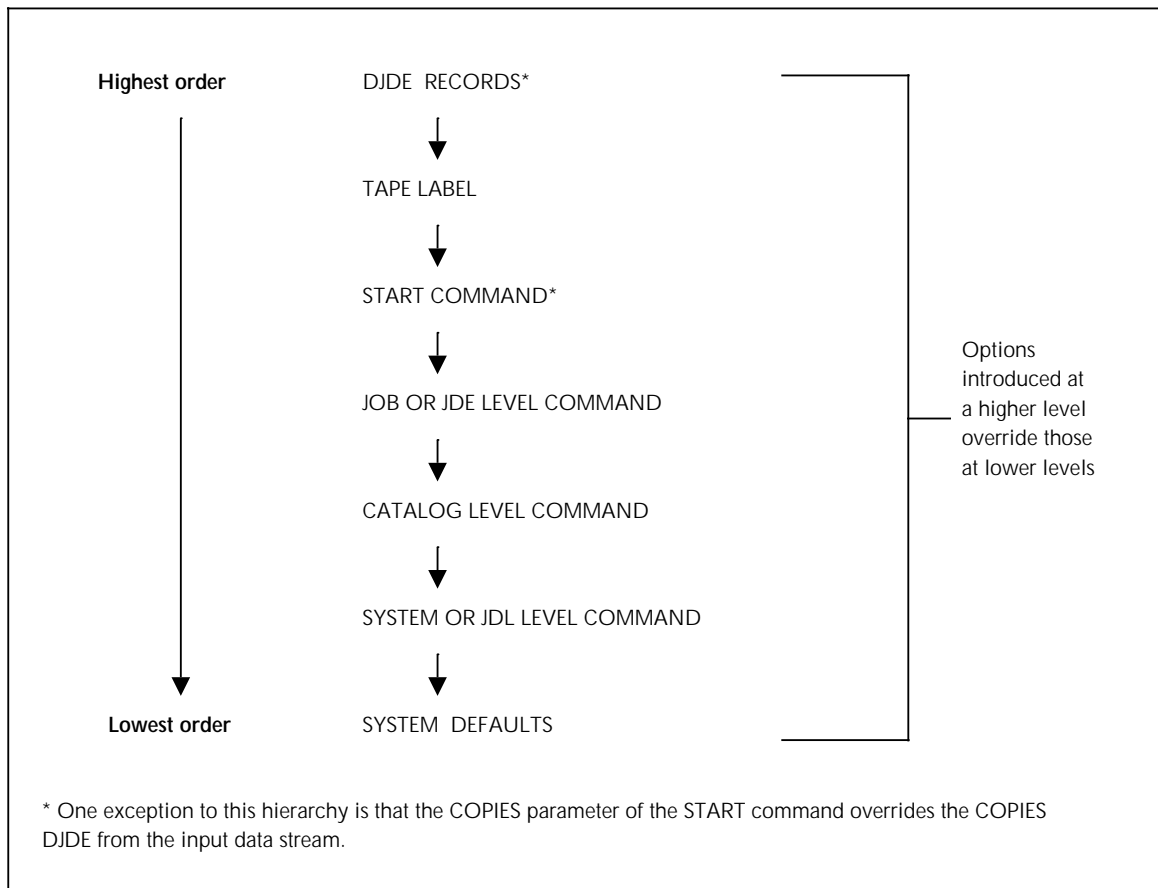 Highest order
DJDE RECORDS*
TAPE LABEL
START COMMAND*
JOB OR JDE LEVEL COMMAND
CATALOG LEVEL COMMAND
SYSTEM OR JDL LEVEL COMMAND
Lowest order
SYSTEM DEFAULTS
Options
introduced at
a higher level
override those
at lower levels
* One exception to this hierarchy is that the COPIES parameter of the START command overrides the COPIES
DJDE from the input data stream.